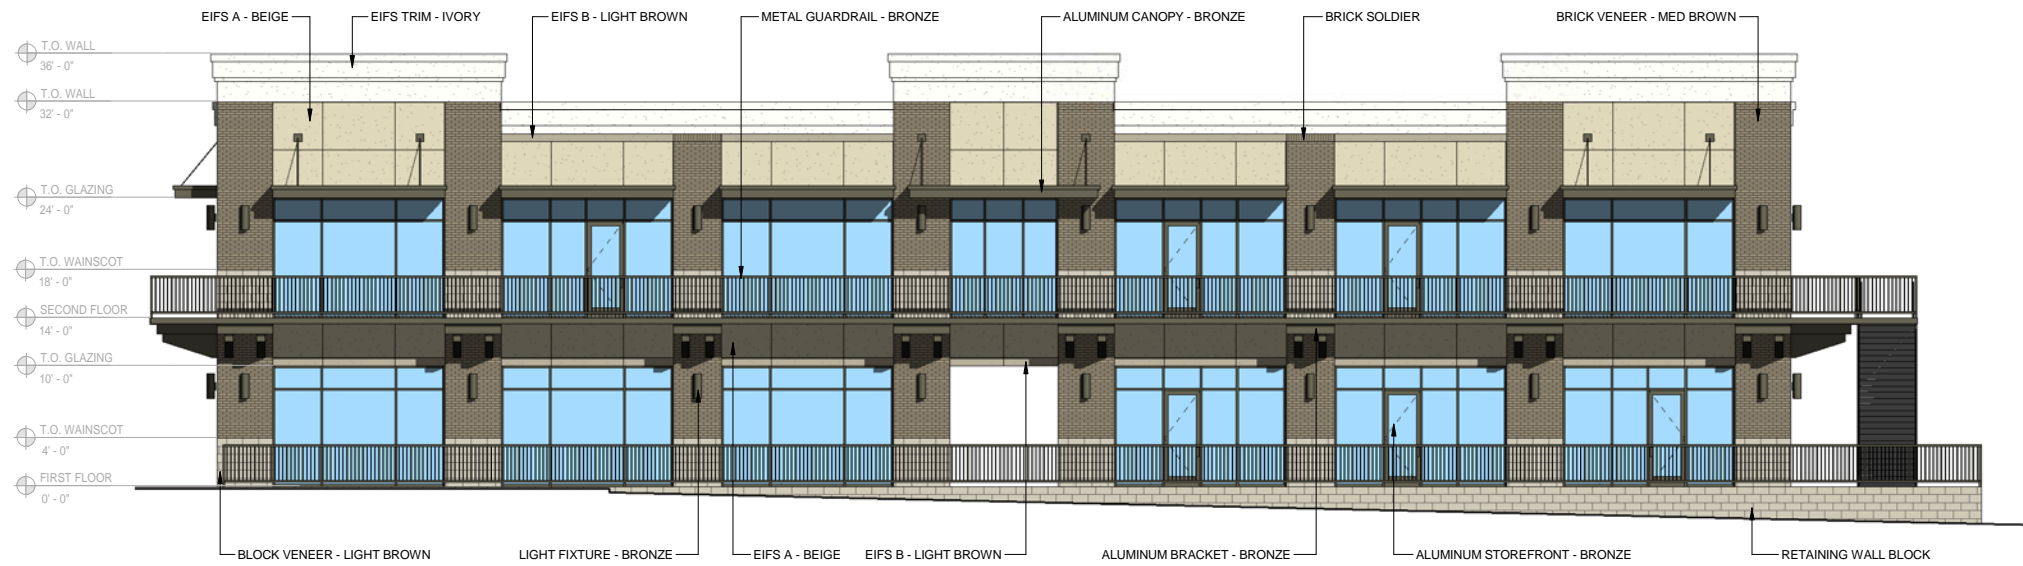 EIFS A - BEIGE
EIFS TRIM - IVORY
EIFS B - LIGHT BROWN
METAL GUARDRAIL - BRONZE
ALUMINUM CANOPY - BRONZE
BRICK SOLDIER
BRICK VENEER - MED BROWN
T.O. WALL
36' - 0"
T.O. WALL
32' - 0"
T.O. GLAZING
24' - 0"
T.O. WAINSCOT
18' - 0"
SECOND FLOOR
14' - 0"
T.O. GLAZING
10' - 0"
T.O. WAINSCOT
4' - 0"
FIRST FLOOR
0' - 0"
BLOCK VENEER - LIGHT BROWN
LIGHT FIXTURE - BRONZE
EIFS A - BEIGE
EIFS B - LIGHT BROWN
ALUMINUM BRACKET - BRONZE
ALUMINUM STOREFRONT - BRONZE
RETAINING WALL BLOCK